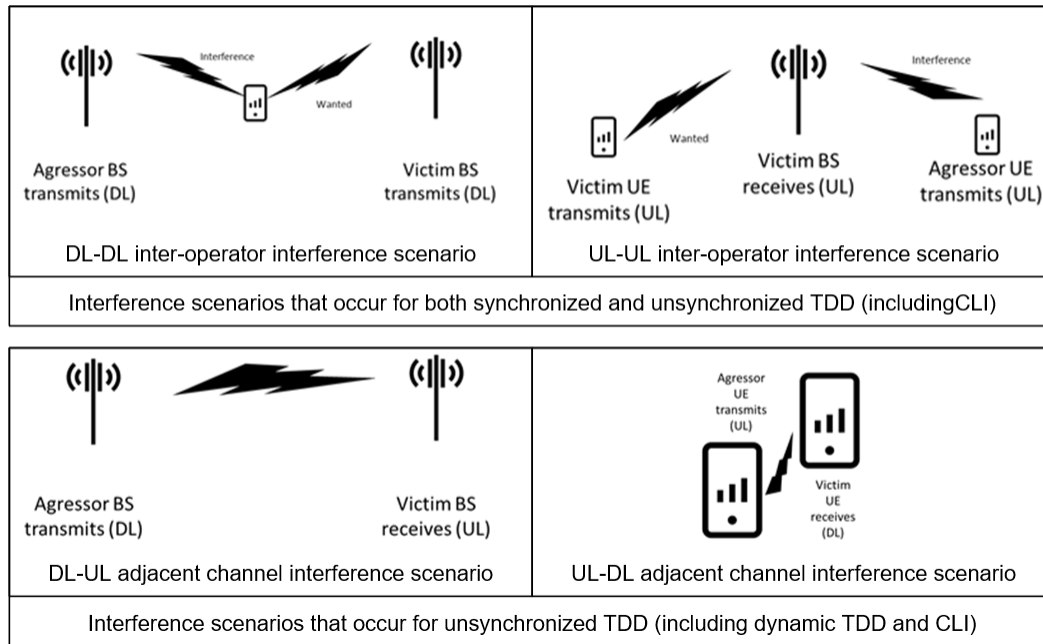 Interference
Wanted
Agressor BS
transmits (DL)
Victim BS
transmits (DL)
DL-DL inter-operator interference scenario
Interference
Wanted
Victim UE
transmits (UL)
Victim BS
receives (UL)
Agressor UE
transmits (UL)
UL-UL inter-operator interference scenario
Interference scenarios that occur for both synchronized and unsynchronized TDD (includingCLI)
Agressor BS
transmits (DL)
Victim BS
receives (UL)
DL-UL adjacent channel interference scenario
Agressor
UE
transmits
(UL)
Victim
UE
receives
(DL)
UL-DL adjacent channel interference scenario
Interference scenarios that occur for unsynchronized TDD (including dynamic TDD and CLI)